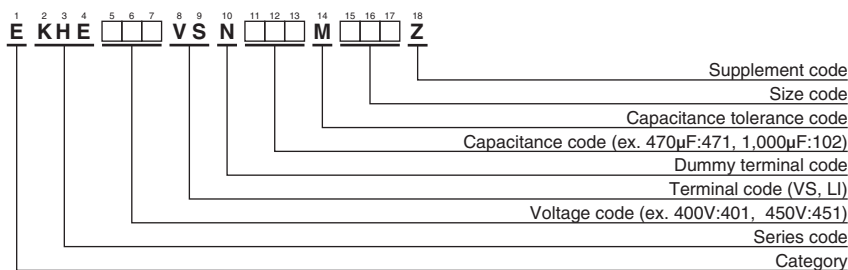 1 2 3 4 5 6 7 8 9 10 11 12 13 14 15 16 17 18
E KHE □□□ VS N □□□ M □□□ Z
Supplement code
Size code
Capacitance tolerance code
Capacitance code (ex. 470µF:471, 1,000µF:102)
Dummy terminal code
Terminal code (VS, LI)
Voltage code (ex. 400V:401, 450V:451)
Series code
Category